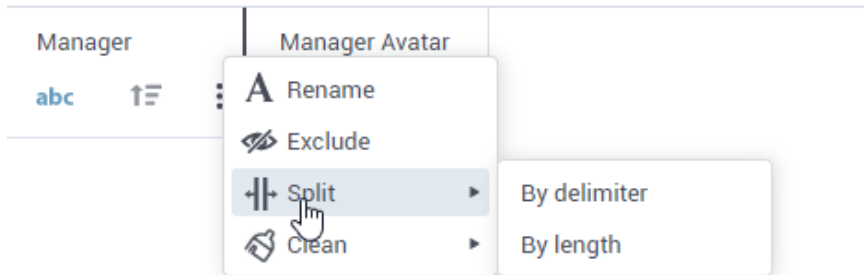 Manager
Manager Avatar
abc
Rename
Exclude
Split
By delimiter
Clean
By length